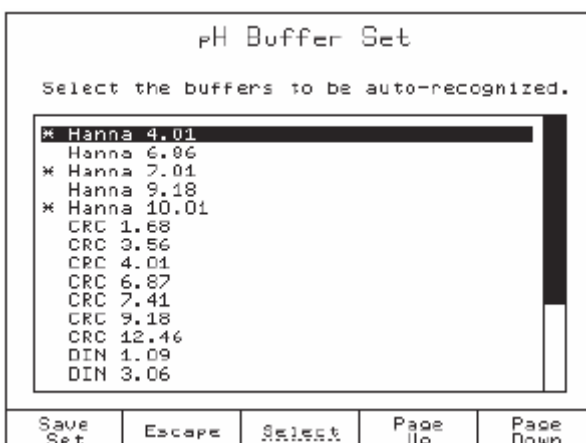 pH Buffer Set
Select the buffers to be auto-recognized.
* Hanna 4.01
Hanna 6.86
* Hanna 7.01
Hanna 9.18
* Hanna 10.01
CRC 1.68
CRC 3.56
CRC 4.01
CRC 6.87
CRC 7.41
CRC 9.18
CRC 12.46
DIN 1.09
DIN 3.06
Save Set
Escape
Select
Page Up
Page Down